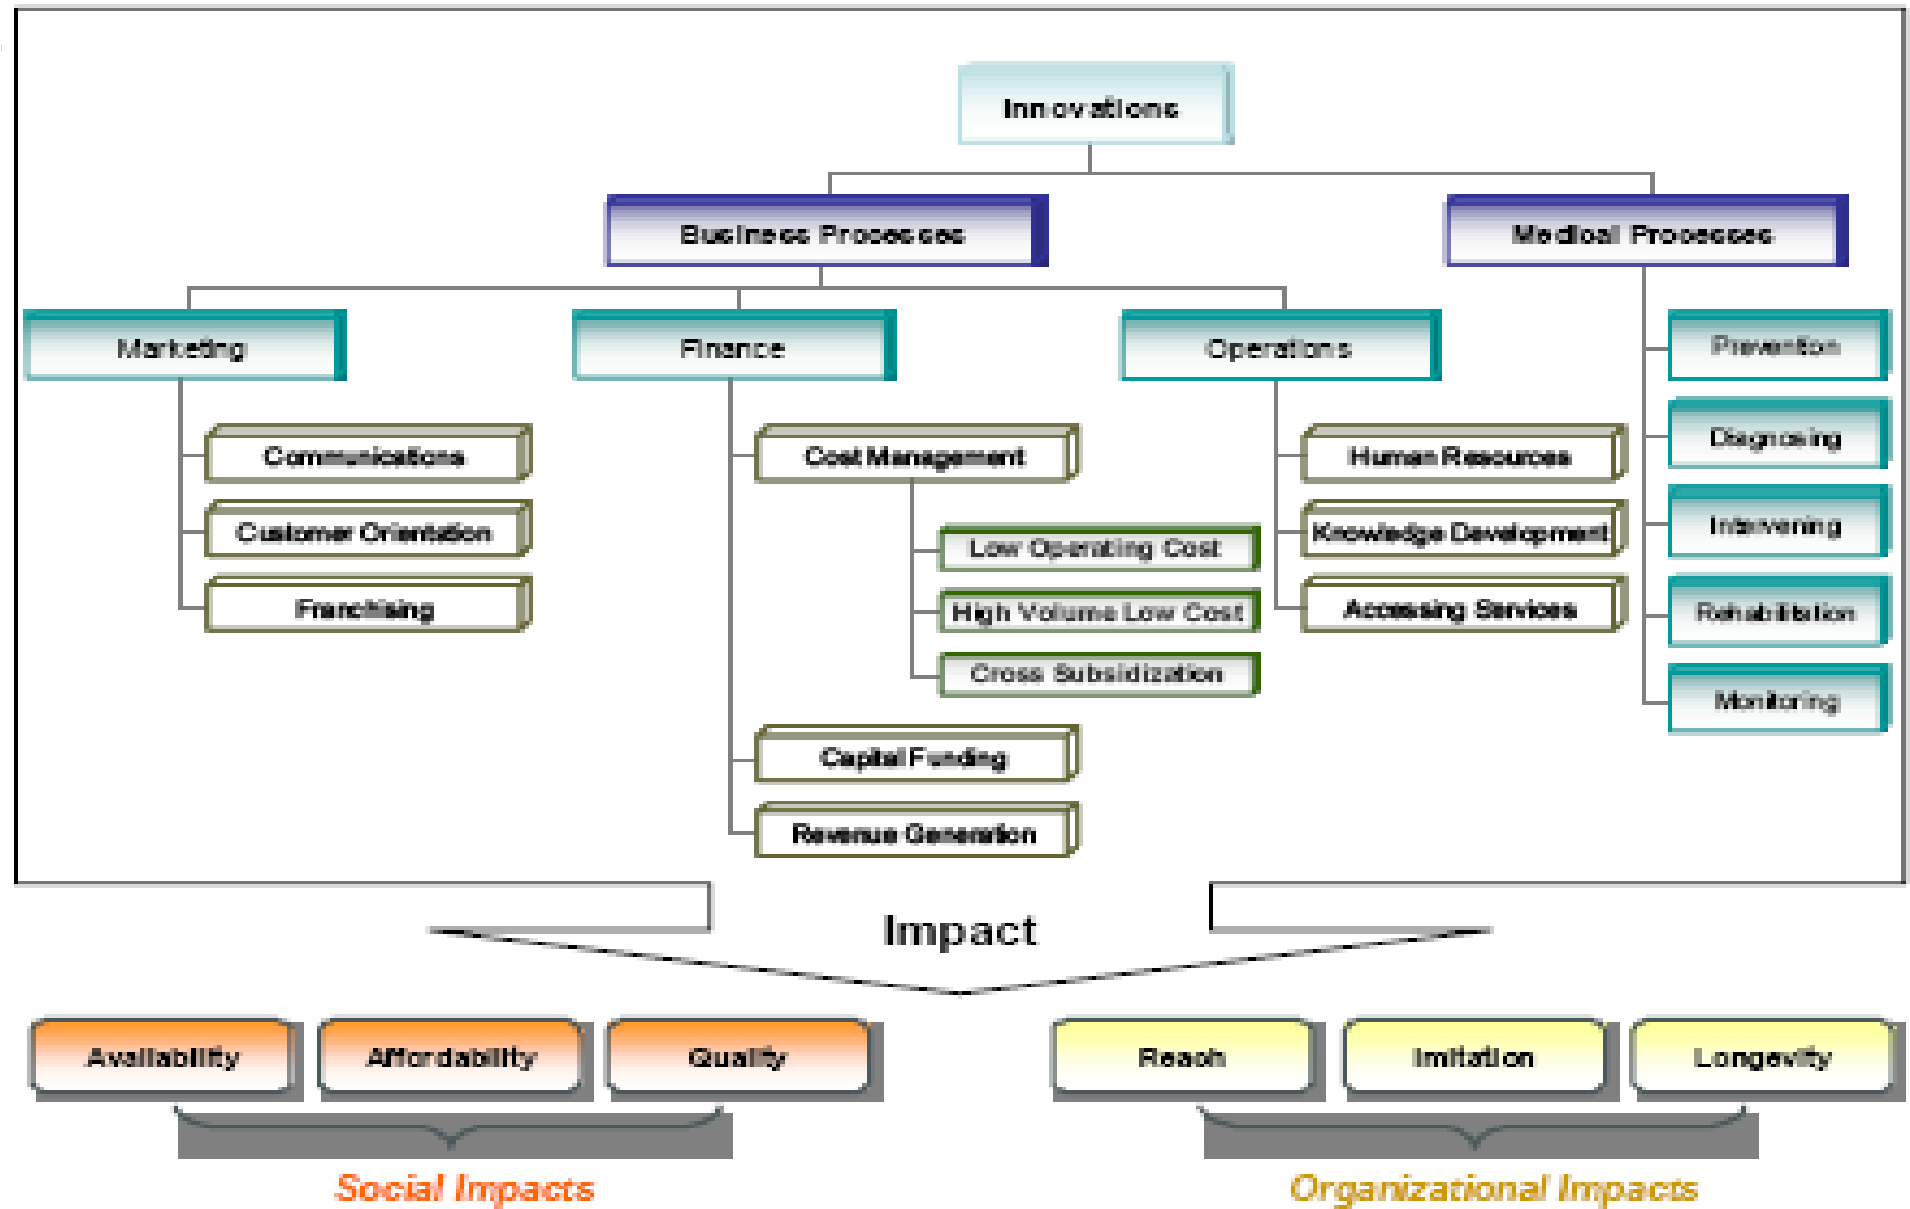 Innovations
Business Processes
Medical Processes
Marketing
Finance
Operations
Prevention
Diagnosing
Intervening
Rehabilitation
Monitoring
Communications
Customer Orientation
Franchising
Cost Management
Low Operating Cost
High Volume Low Cost
Cross Subsidization
Capital Funding
Revenue Generation
Human Resources
Knowledge Development
Accessing Services
Impact
Availability
Affordability
Quality
Reach
Imitation
Longevity
Social Impacts
Organizational Impacts